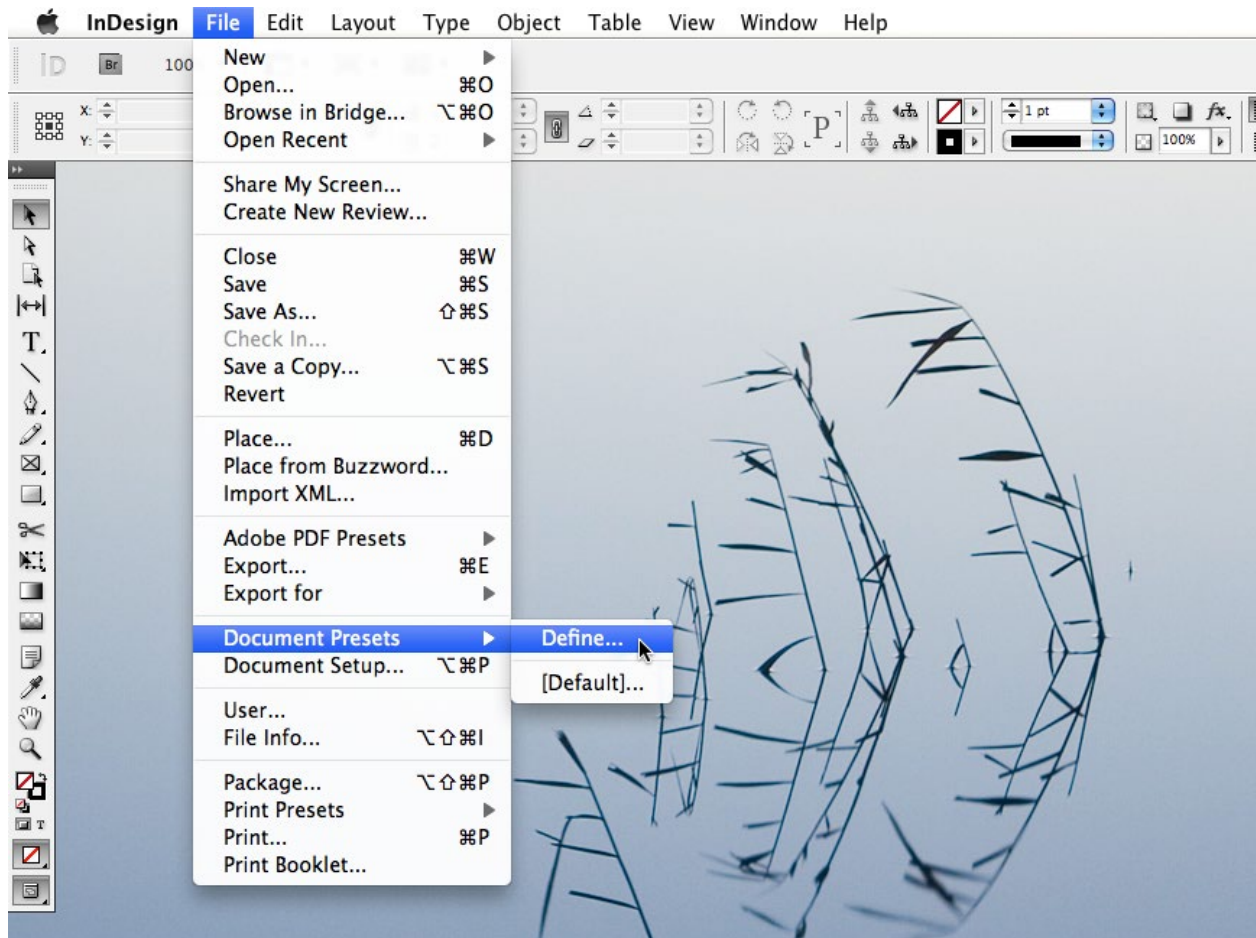 InDesign File Edit Layout Type Object Table View Window Help
ID Br 100
New
Open... ⌘O
Browse in Bridge... ⌥⌘O
Open Recent
Share My Screen...
Create New Review...
Close ⌘W
Save ⌘S
Save As... ⇧⌘S
Check In...
Save a Copy... ⌥⌘S
Revert
Place... ⌘D
Place from Buzzword...
Import XML...
Adobe PDF Presets
Export... ⌘E
Export for
Document Presets
Define...
Document Setup... ⌥⌘P
[Default]...
User...
File Info... ⌥⇧⌘I
Package... ⌥⇧⌘P
Print Presets
Print... ⌘P
Print Booklet...
X:
Y:
P
1 pt
fx.
100%
T
T